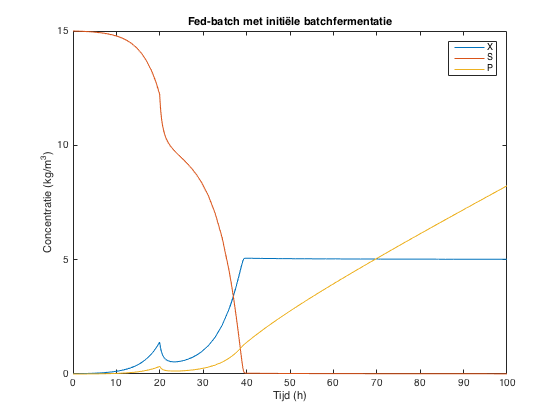 Fed-batch met initiële batchfermentatie
Concentratie (kg/m³)
15
10
5
0
X
S
P
0 10 20 30 40 50 60 70 80 90 100
Tijd (h)